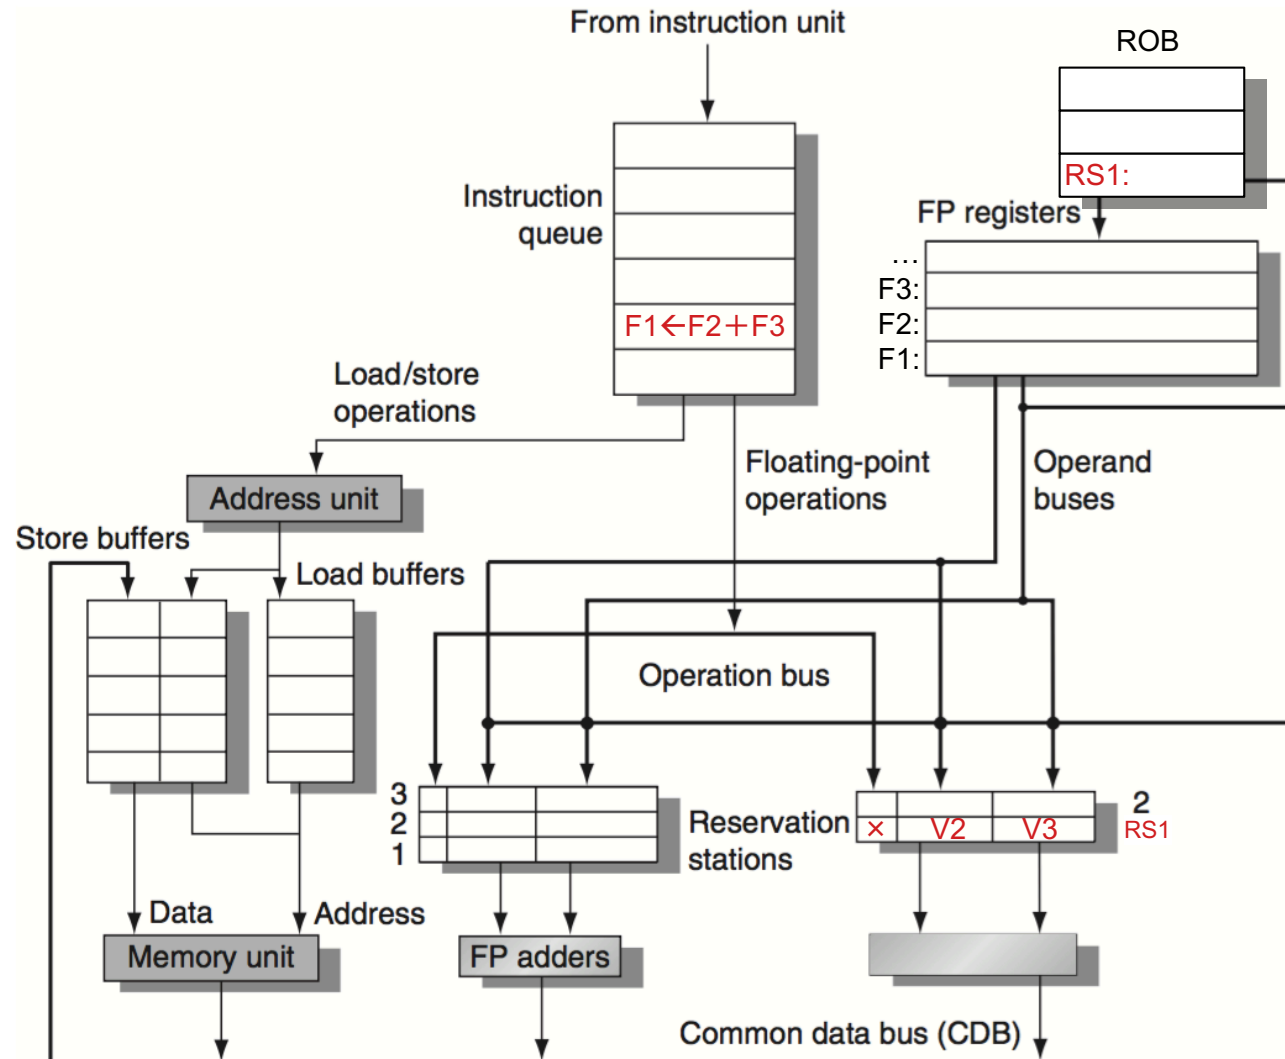 From instruction unit
ROB
RS1:
FP registers
Instruction
queue
...
F3:
F2:
F1:
F1←F2+F3
Load/store
operations
Floating-point
operations
Operand
buses
Address unit
Store buffers
Load buffers
Operation bus
3
2
1
Reservation
stations
× V2 V3
2
RS1
Data
Address
Memory unit
FP adders
Common data bus (CDB)